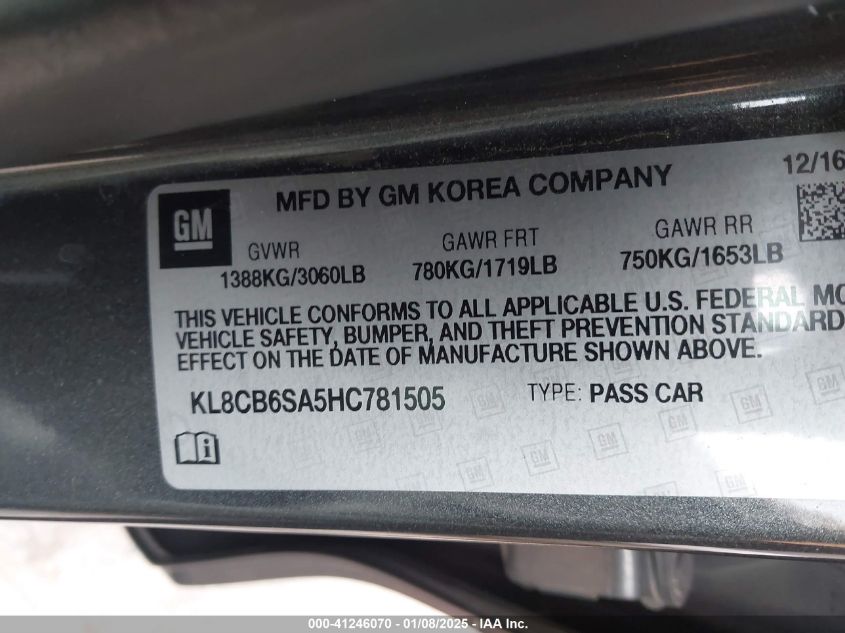 MFD BY GM KOREA COMPANY
12/16
GM
GVWR
GAWR FRT
GAWR RR
1388KG/3060LB
780KG/1719LB
750KG/1653LB
THIS VEHICLE CONFORMS TO ALL APPLICABLE U.S. FEDERAL MO
VEHICLE SAFETY, BUMPER, AND THEFT PREVENTION STANDARD
EFFECT ON THE DATE OF MANUFACTURE SHOWN ABOVE.
KL8CB6SA5HC781505
TYPE: PASS CAR
000-41246070 - 01/08/2025 - IAA Inc.